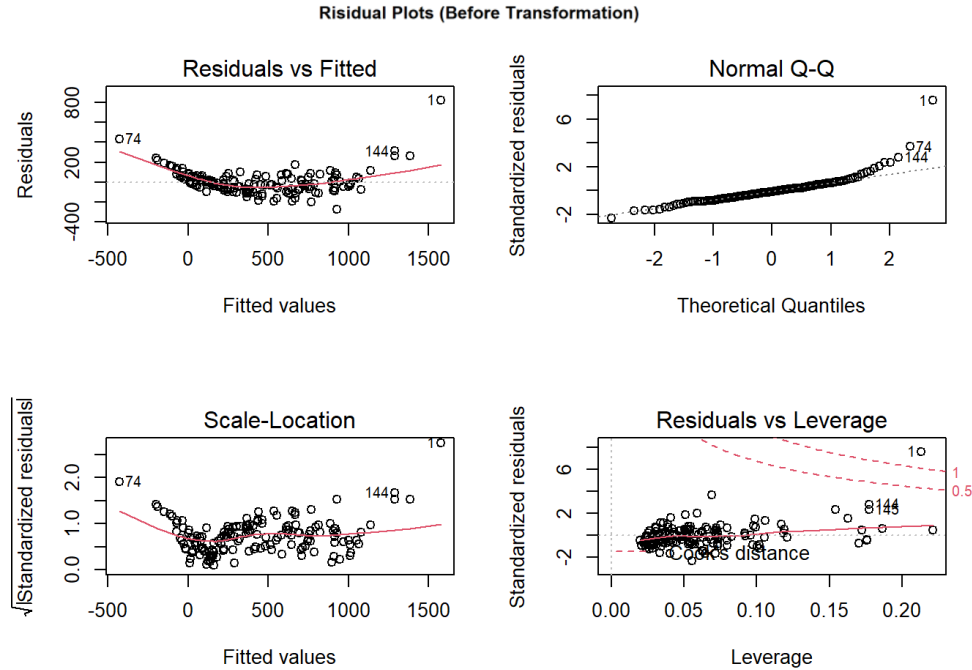 Risidual Plots (Before Transformation)
Residuals vs Fitted
Residuals
800
200
-400
1
74
144
-500 0 500 1000 1500
Fitted values
Normal Q-Q
Standardized residuals
6
2
-2
1
74
144
-2 -1 0 1 2
Theoretical Quantiles
Scale-Location
√|Standardized residuals|
2.0
1.0
0.0
1
74
144
-500 0 500 1000 1500
Fitted values
Residuals vs Leverage
Standardized residuals
6
2
-2
1
1
0.5
144
145
Cook's distance
0.00 0.05 0.10 0.15 0.20
Leverage